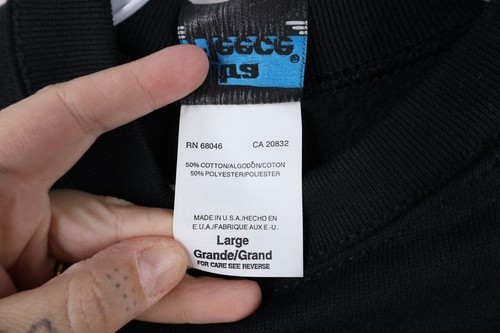 fleece
®
RN 68046 CA 20832
50% COTTON/ALGODÓN/COTON
50% POLYESTER/POLIESTER
MADE IN U.S.A./HECHO EN
E.U.A./FABRIQUE AUX E.-U.
Large
Grande/Grand
FOR CARE SEE REVERSE